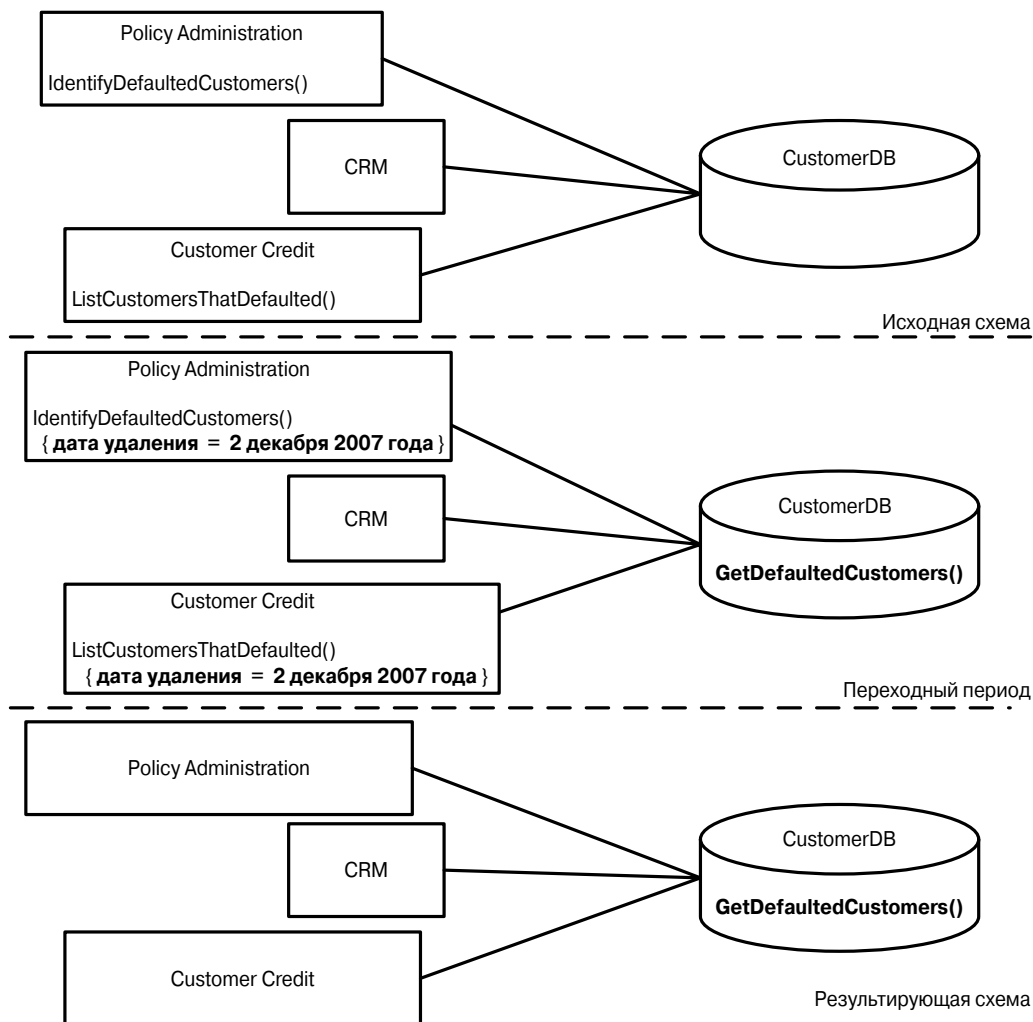 Policy Administration
IdentifyDefaultedCustomers()
CRM
CustomerDB
Customer Credit
ListCustomersThatDefaulted()
Исходная схема
Policy Administration
IdentifyDefaultedCustomers()
{ дата удаления = 2 декабря 2007 года }
CRM
CustomerDB
GetDefaultedCustomers()
Customer Credit
ListCustomersThatDefaulted()
{ дата удаления = 2 декабря 2007 года }
Переходный период
Policy Administration
CustomerDB
CRM
GetDefaultedCustomers()
Customer Credit
Результирующая схема